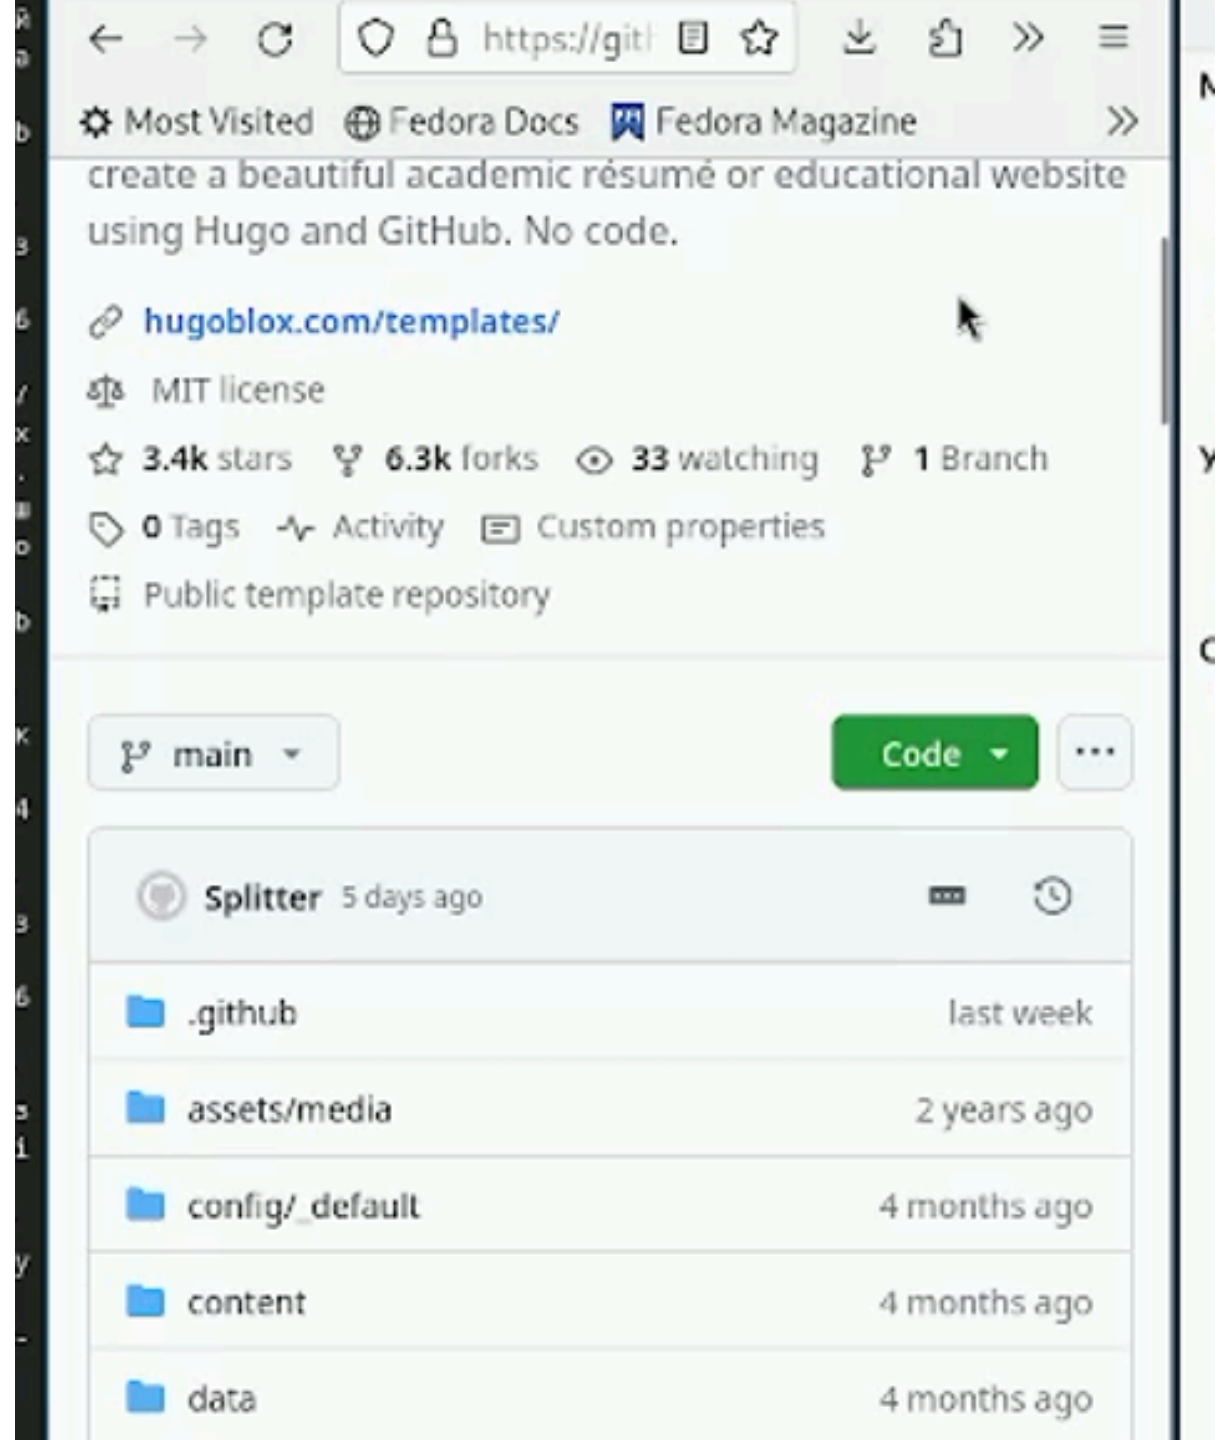 https://git
Most Visited Fedora Docs Fedora Magazine
create a beautiful academic résumé or educational website
using Hugo and GitHub. No code.
hugoblox.com/templates/
MIT license
3.4k stars 6.3k forks 33 watching 1 Branch
0 Tags Activity Custom properties
Public template repository
main Code
Splitter 5 days ago
.github last week
assets/media 2 years ago
config/_default 4 months ago
content 4 months ago
data 4 months ago